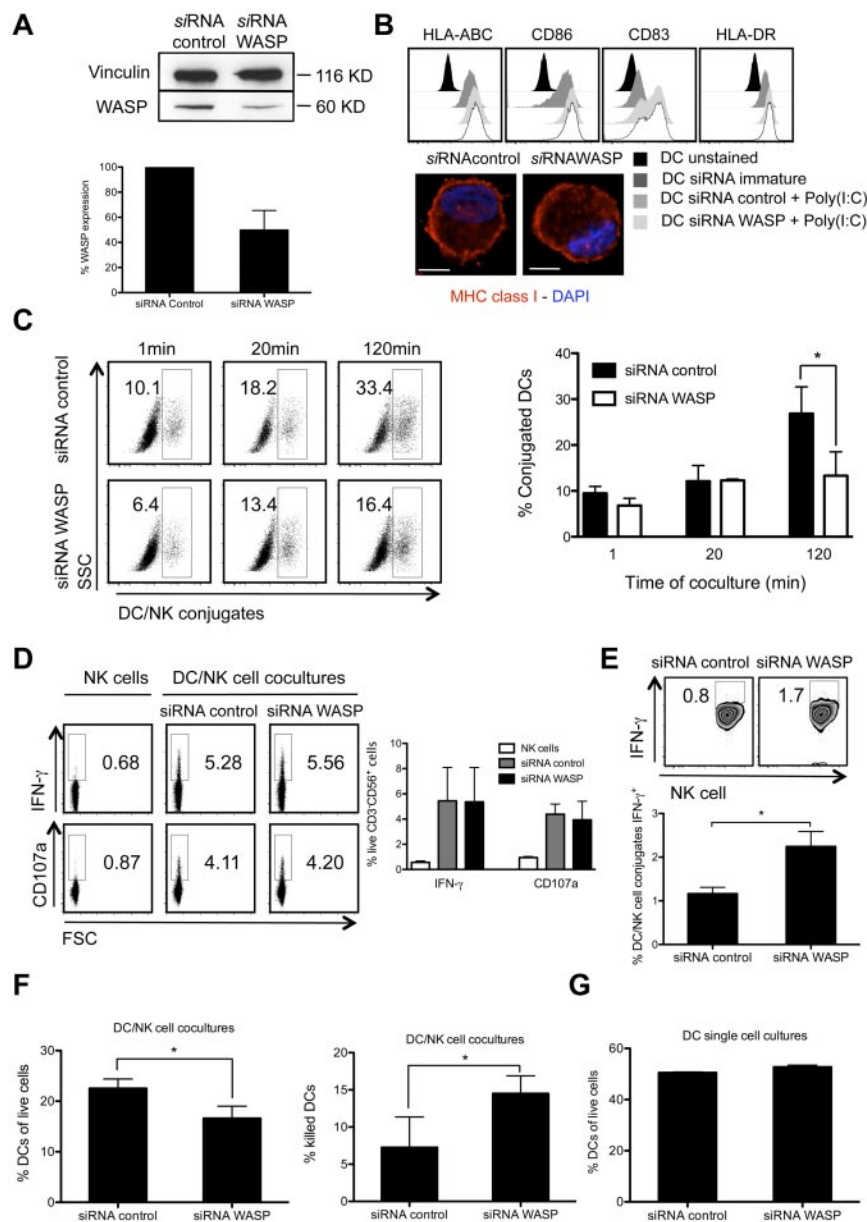 A
siRNA control
siRNA WASP
Vinculin
116 KD
WASP
60 KD
% WASP expression
100
80
60
40
20
0
siRNA Control
siRNA WASP
B
HLA-ABC
CD86
CD83
HLA-DR
siRNAcontrol
siRNAWASP
DC unstained
DC siRNA immature
DC siRNA control + Poly(I:C)
DC siRNA WASP + Poly(I:C)
MHC class I - DAPI
C
1min
20min
120min
siRNA control
10.1
18.2
33.4
siRNA WASP
6.4
13.4
16.4
SSC
DC/NK conjugates
% Conjugated DCs
40
30
20
10
0
siRNA control
siRNA WASP
*
1
20
120
Time of coculture (min)
D
NK cells
DC/NK cell cocultures
siRNA control
siRNA WASP
IFN-γ
0.68
5.28
5.56
CD107a
0.87
4.11
4.20
FSC
% live CD3-CD56+ cells
10
8
6
4
2
0
NK cells
siRNA control
siRNA WASP
IFN-γ
CD107a
E
siRNA control
siRNA WASP
IFN-γ
0.8
1.7
NK cell
% DC/NK cell conjugates IFN-γ+
3
2
1
0
*
siRNA control
siRNA WASP
F
DC/NK cell cocultures
% DCs of live cells
30
20
10
0
*
siRNA control
siRNA WASP
DC/NK cell cocultures
% killed DCs
20
15
10
5
0
*
siRNA control
siRNA WASP
G
DC single cell cultures
% DCs of live cells
60
40
20
0
siRNA control
siRNA WASP